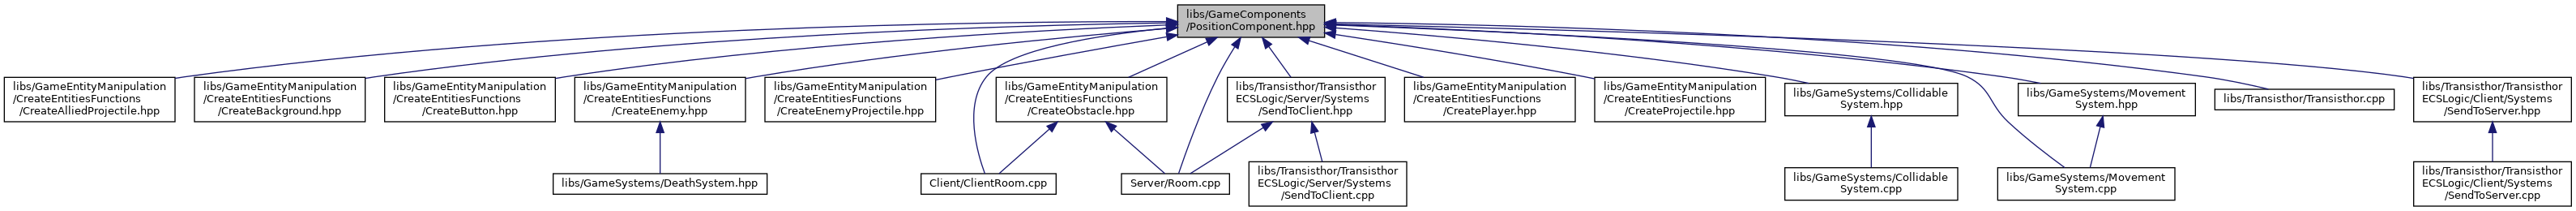 libs/GameComponents
/PositionComponent.hpp
libs/GameEntityManipulation
/CreateEntitiesFunctions
/CreateAlliedProjectile.hpp
libs/GameEntityManipulation
/CreateEntitiesFunctions
/CreateBackground.hpp
libs/GameEntityManipulation
/CreateEntitiesFunctions
/CreateButton.hpp
libs/GameEntityManipulation
/CreateEntitiesFunctions
/CreateEnemy.hpp
libs/GameEntityManipulation
/CreateEntitiesFunctions
/CreateEnemyProjectile.hpp
libs/GameEntityManipulation
/CreateEntitiesFunctions
/CreateObstacle.hpp
libs/Transisthor/Transisthor
ECSLogic/Server/Systems
/SendToClient.hpp
libs/GameEntityManipulation
/CreateEntitiesFunctions
/CreatePlayer.hpp
libs/GameEntityManipulation
/CreateEntitiesFunctions
/CreateProjectile.hpp
libs/GameSystems/Collidable
System.hpp
libs/GameSystems/Movement
System.hpp
libs/Transisthor/Transisthor.cpp
libs/Transisthor/Transisthor
ECSLogic/Client/Systems
/SendToServer.hpp
libs/GameSystems/DeathSystem.hpp
Client/ClientRoom.cpp
Server/Room.cpp
libs/Transisthor/Transisthor
ECSLogic/Server/Systems
/SendToClient.cpp
libs/GameSystems/Collidable
System.cpp
libs/GameSystems/Movement
System.cpp
libs/Transisthor/Transisthor
ECSLogic/Client/Systems
/SendToServer.cpp